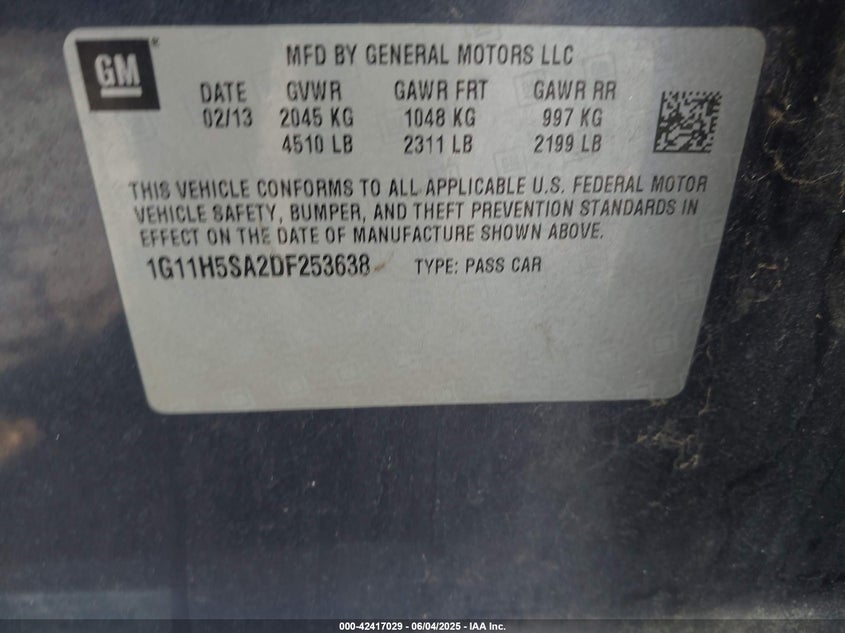 GM
MFD BY GENERAL MOTORS LLC
DATE GVWR GAWR FRT GAWR RR
02/13 2045 KG 1048 KG 997 KG
4510 LB 2311 LB 2199 LB
THIS VEHICLE CONFORMS TO ALL APPLICABLE U.S. FEDERAL MOTOR
VEHICLE SAFETY, BUMPER, AND THEFT PREVENTION STANDARDS IN
EFFECT ON THE DATE OF MANUFACTURE SHOWN ABOVE.
1G11H5SA2DF253638 TYPE: PASS CAR
000-42417029 - 06/04/2025 - IAA Inc.